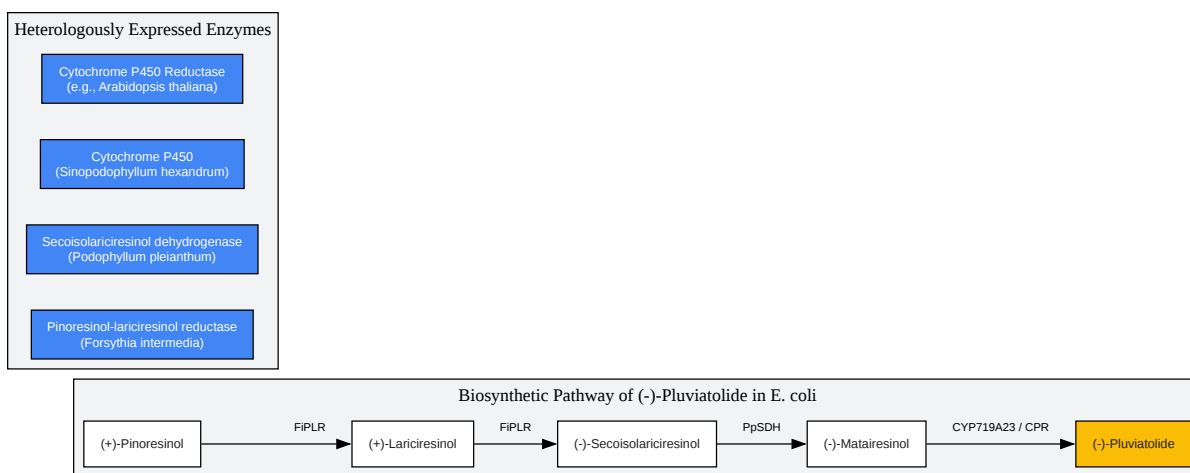 Heterologously Expressed Enzymes
Cytochrome P450 Reductase
(e.g., Arabidopsis thaliana)
Cytochrome P450
(Sinopodophyllum hexandrum)
Secoisolariciresinol dehydrogenase
(Podophyllum pleianthum)
Pinoresinol-lariciresinol reductase
(Forsythia intermedia)
Biosynthetic Pathway of (-)-Pluviatolide in E. coli
(+)-Pinoresinol
FiPLR
(+)-Lariciresinol
FiPLR
(-)-Secoisolariciresinol
PpSDH
(-)-Matairesinol
CYP719A23 / CPR
(-)-Pluviatolide